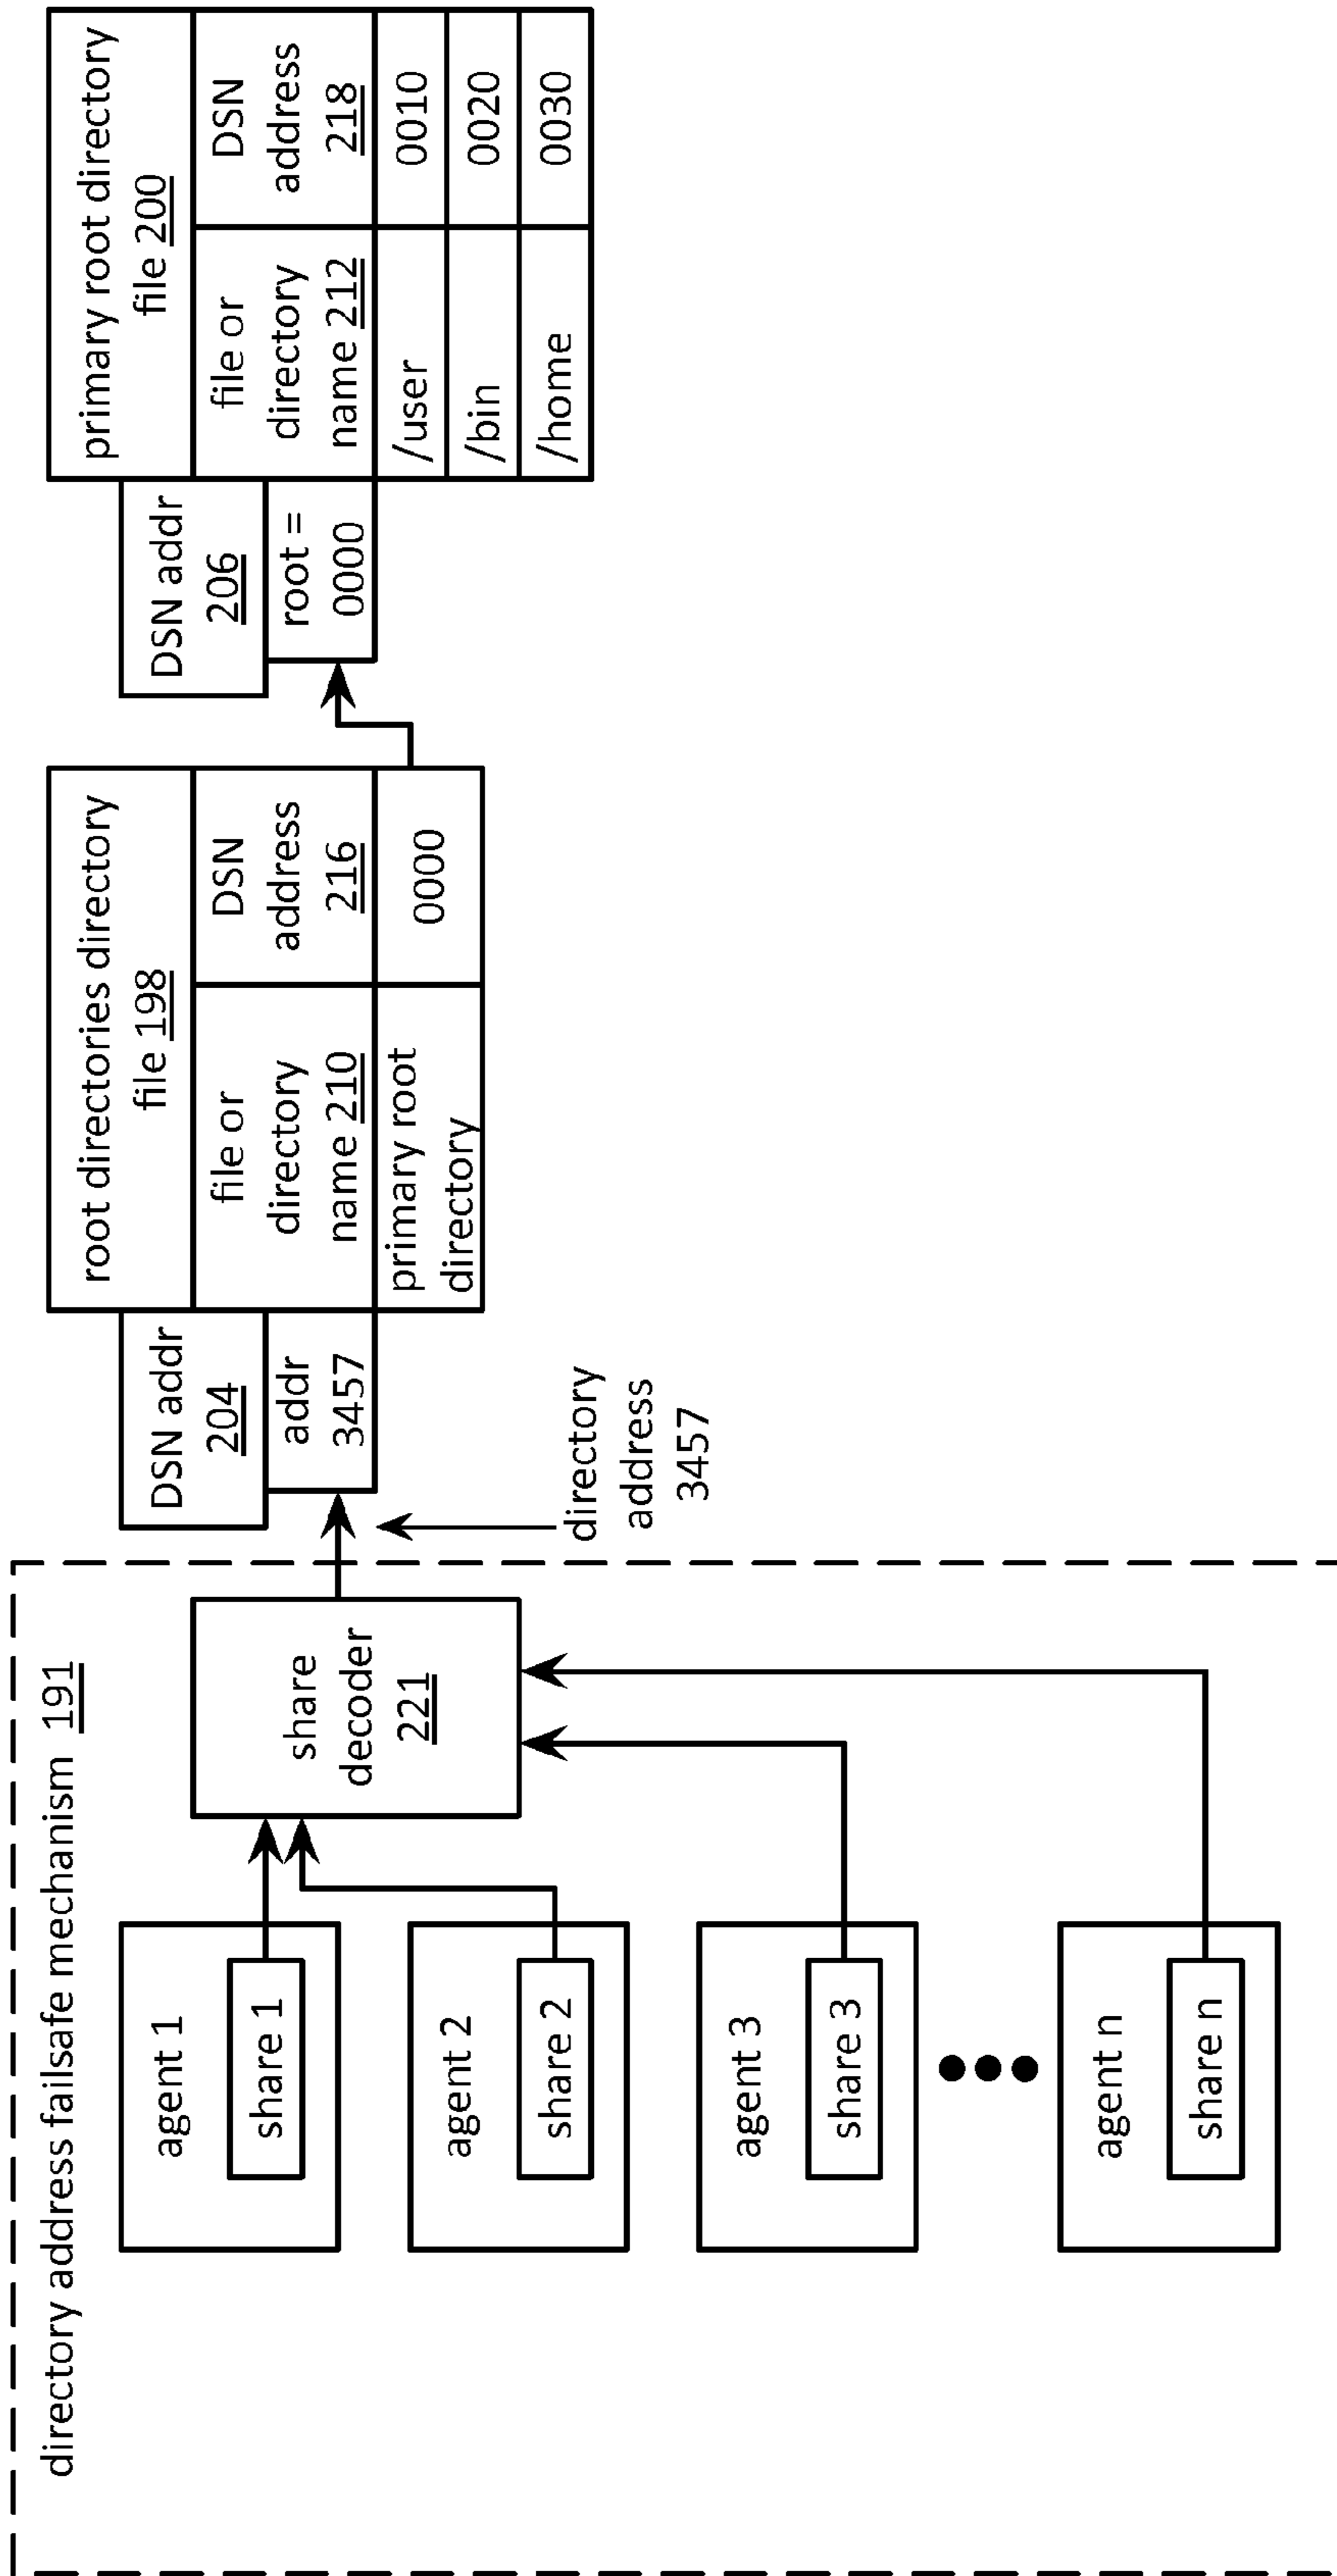 directory address failsafe mechanism 191
agent 1
share 1
agent 2
share 2
agent 3
share 3
agent n
share n
share
decoder
221
directory
address
3457
DSN addr
204
addr
3457
root directories directory
file 198
file or
directory
name 210
DSN
address
216
primary root
directory
0000
DSN addr
206
root =
0000
primary root directory
file 200
file or
directory
name 212
DSN
address
218
/user
0010
/bin
0020
/home
0030